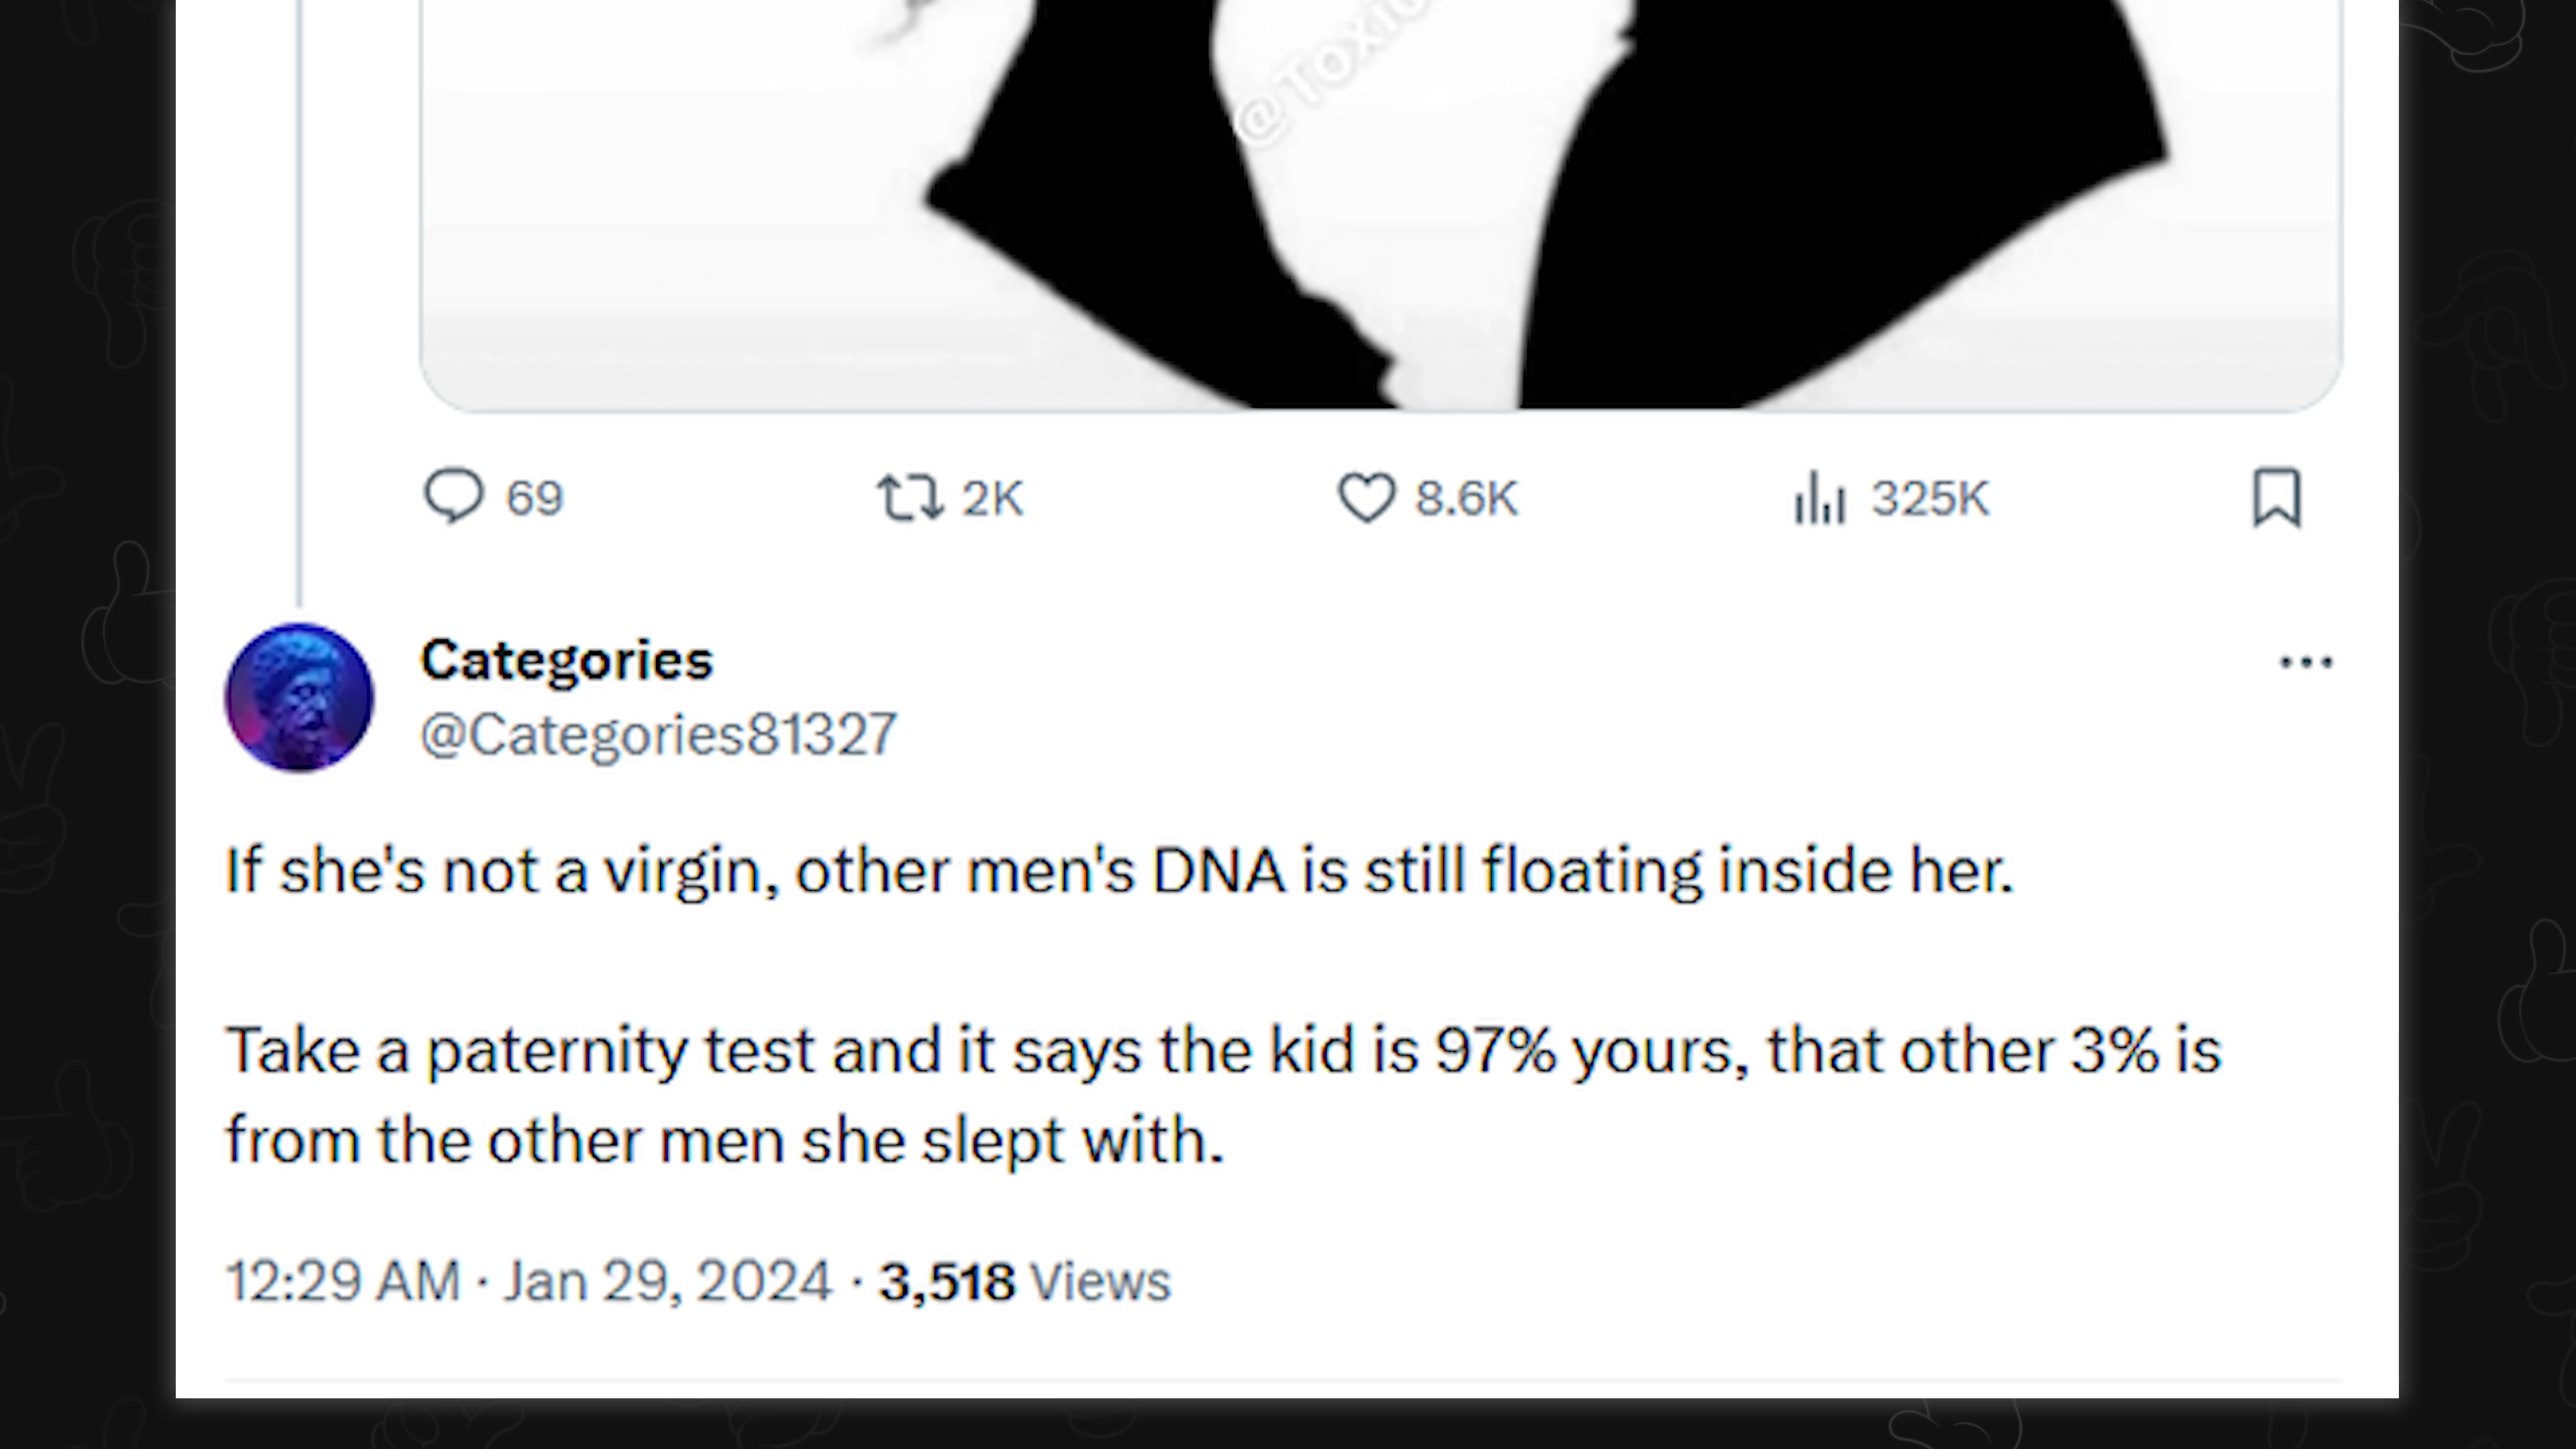 @Toxic
69 2K 8.6K 325K
Categories
@Categories81327
If she's not a virgin, other men's DNA is still floating inside her.
Take a paternity test and it says the kid is 97% yours, that other 3% is
from the other men she slept with.
12:29 AM · Jan 29, 2024 · 3,518 Views